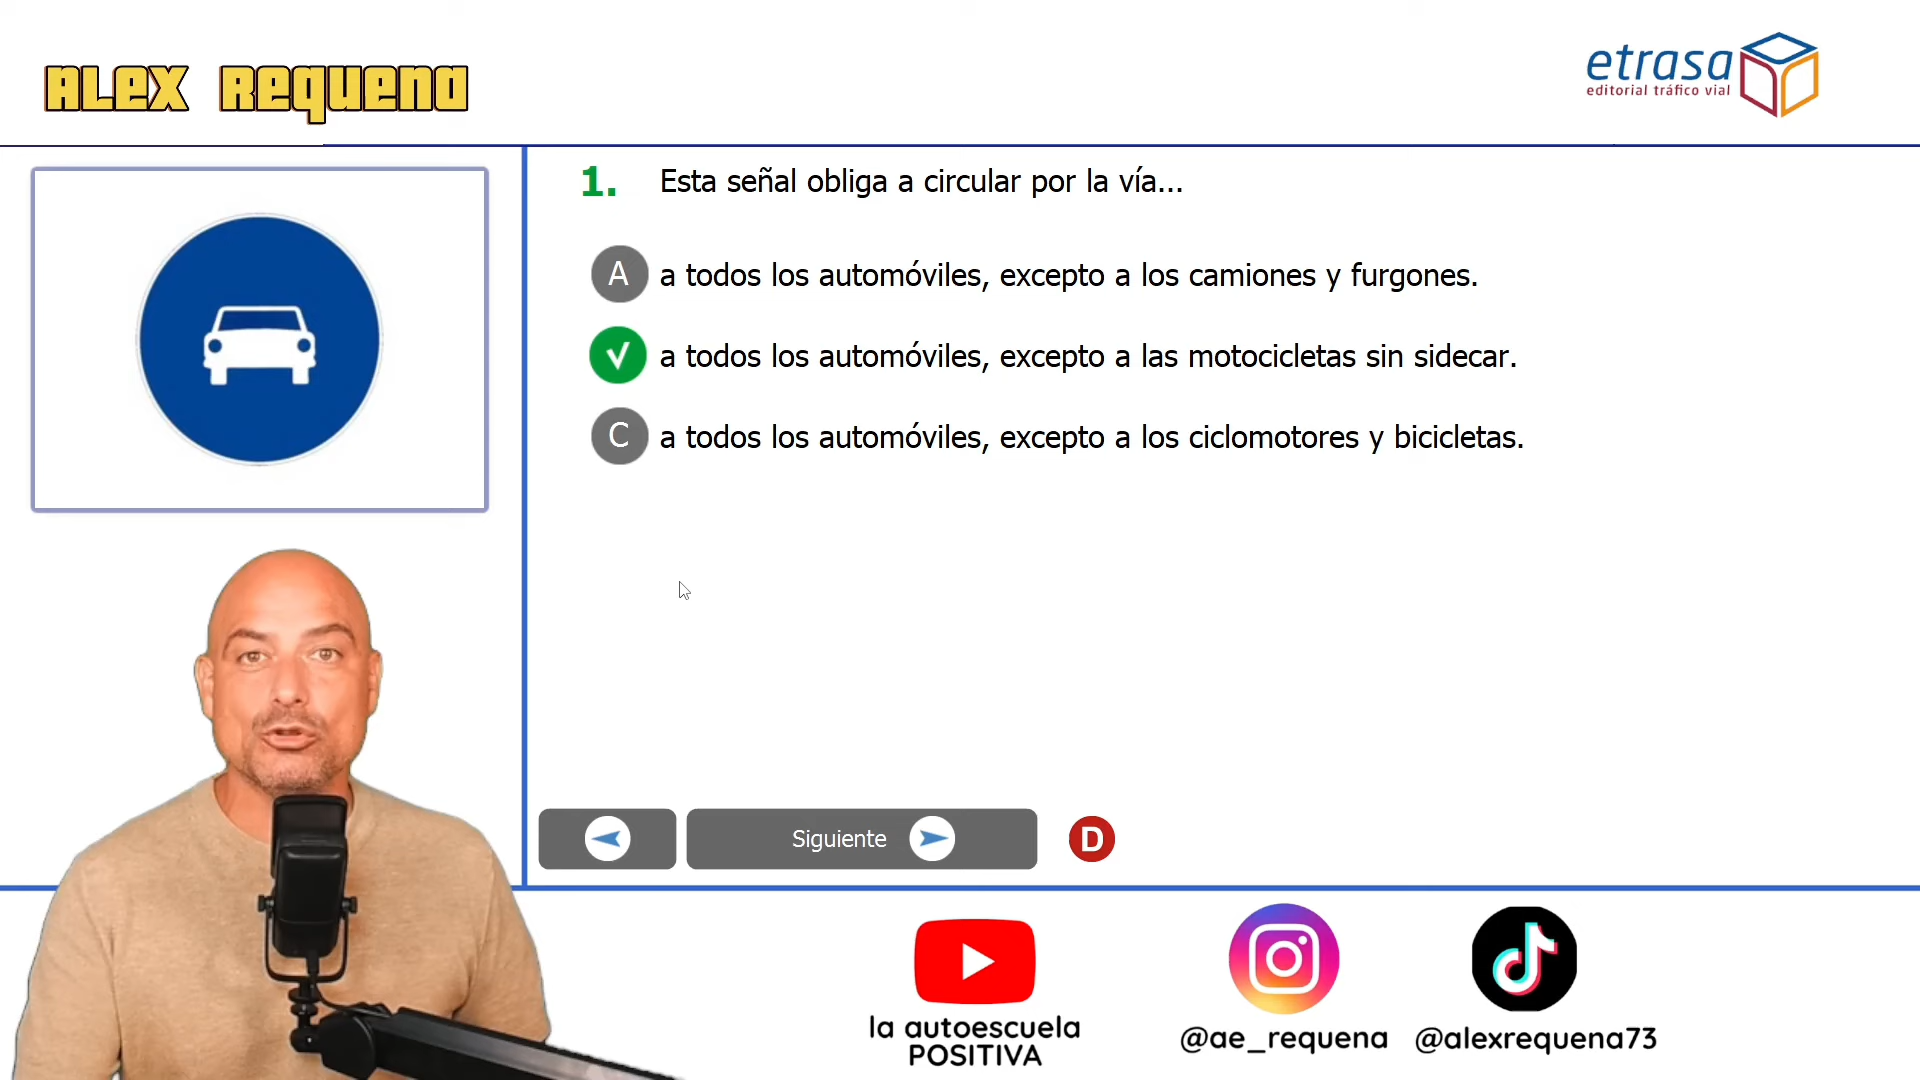 ALEX REQUENA
etrasa
editorial tráfico vial
1. Esta señal obliga a circular por la vía...
A a todos los automóviles, excepto a los camiones y furgones.
√ a todos los automóviles, excepto a las motocicletas sin sidecar.
C a todos los automóviles, excepto a los ciclomotores y bicicletas.
Siguiente
D
la autoescuela
POSITIVA
@ae_requena
@alexrequena73